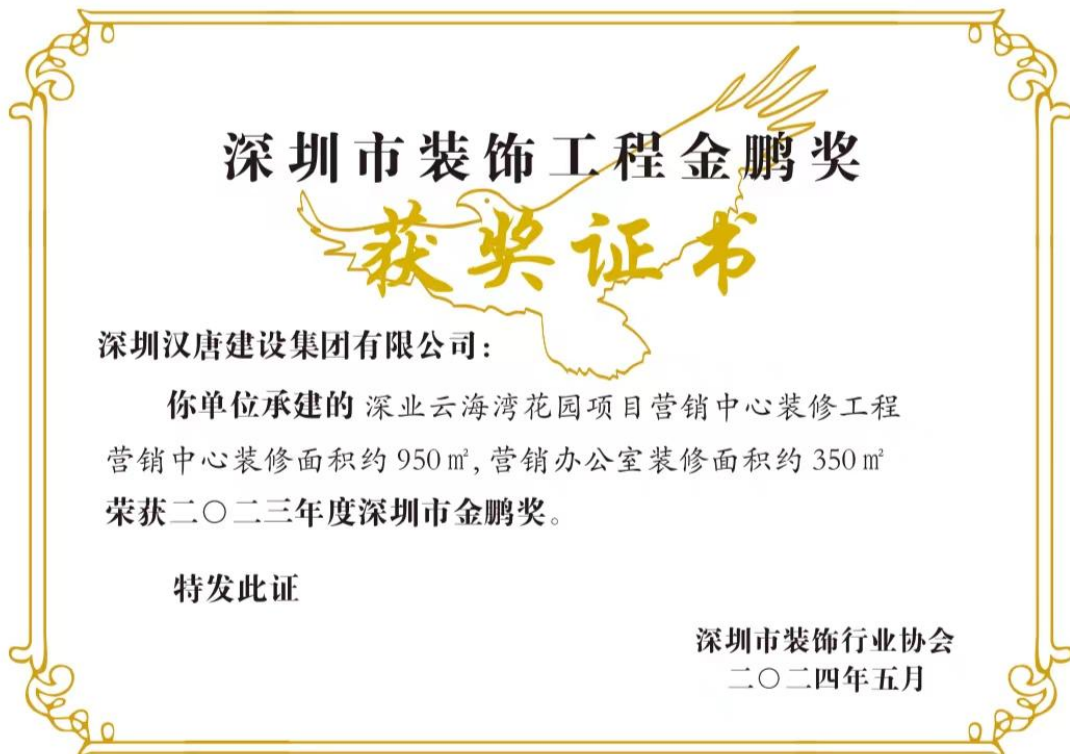 深圳市装饰工程金鹏奖
获奖证书
深圳汉唐建设集团有限公司：
你单位承建的 深业云海湾花园项目营销中心装修工程
营销中心装修面积约 950 ㎡, 营销办公室装修面积约 350 ㎡
荣获二〇二三年度深圳市金鹏奖。
特发此证
深圳市装饰行业协会
二〇二四年五月